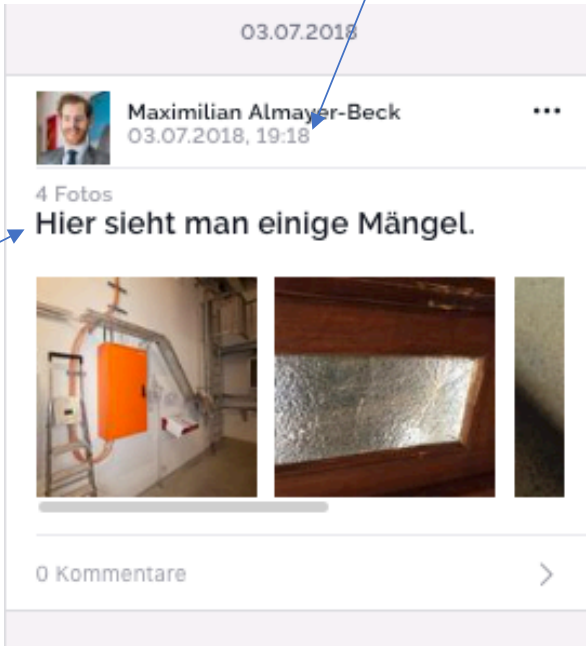 03.07.2018
Maximilian Almayer-Beck
03.07.2018, 19:18
4 Fotos
Hier sieht man einige Mängel.
0 Kommentare